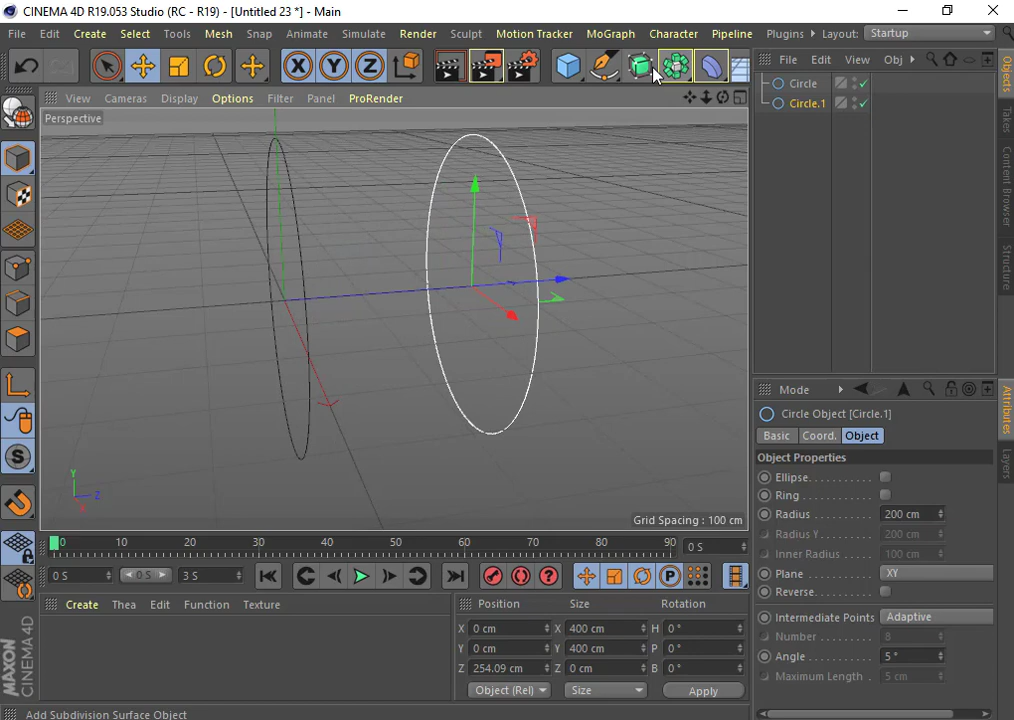 CINEMA 4D R19.053 Studio (RC - R19) - [Untitled 23 *] - Main
File Edit Create Select Tools Mesh Snap Animate Simulate Render Sculpt Motion Tracker MoGraph Character Pipeline Plugins Layout: Startup
X Y Z
File Edit View Obj
View Cameras Display Options Filter Panel ProRender
Perspective
Circle
Circle.1
Objects
Takes
Content Browser
Structure
Grid Spacing : 100 cm
Y
Z
X
Mode
Circle Object [Circle.1]
Basic Coord. Object
Object Properties
Ellipse
Ring
Radius 200 cm
Radius Y 200 cm
Inner Radius 100 cm
Plane XY
Reverse
Intermediate Points Adaptive
Number 8
Angle 5 °
Maximum Length 5 cm
Attributes
Layers
0 10 20 30 40 50 60 70 80 90 0 S
0 S 0 S 3 S
P
Create Thea Edit Function Texture
Position Size Rotation
X 0 cm X 400 cm H 0 °
Y 0 cm Y 400 cm P 0 °
Z 254.09 cm Z 0 cm B 0 °
Object (Rel) Size Apply
MAXON
CINEMA 4D
Add Subdivision Surface Object